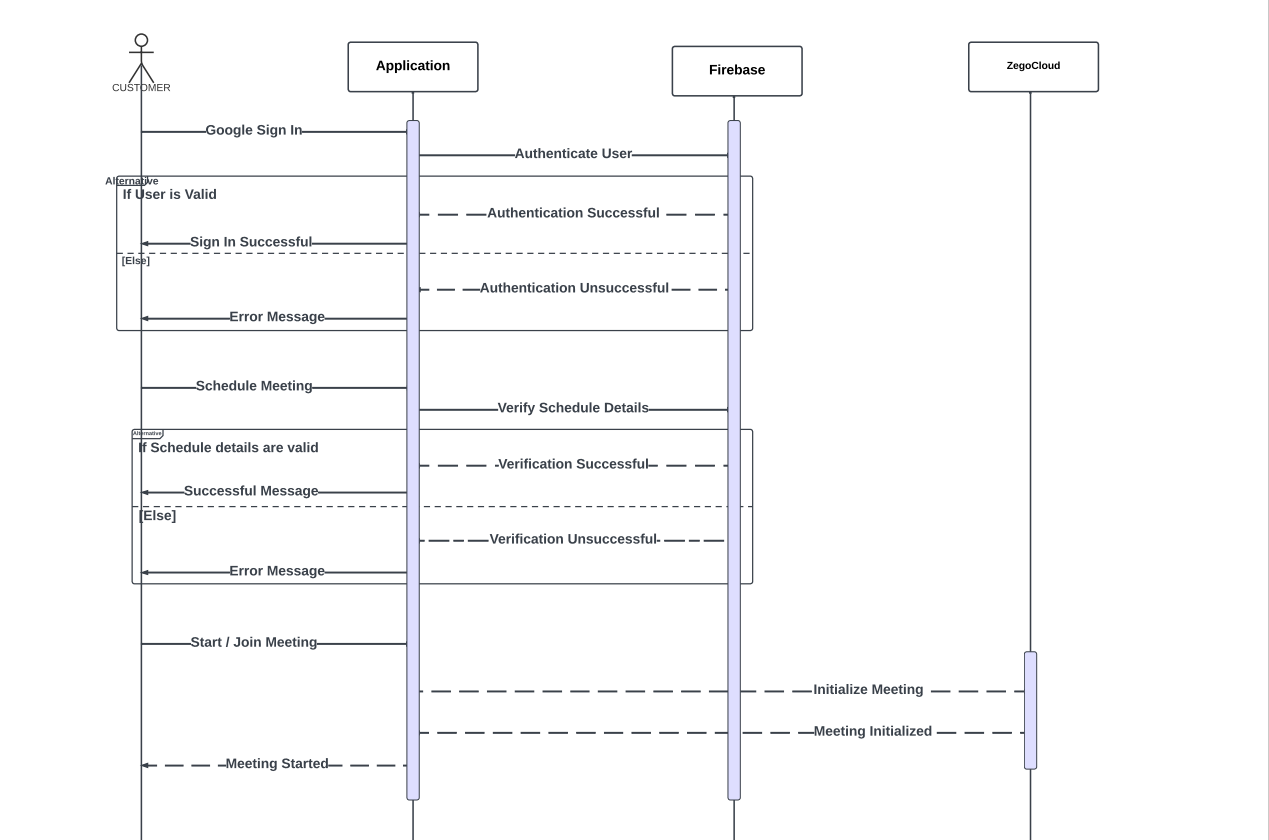 CUSTOMER
Application
Firebase
ZegoCloud
Google Sign In
Authenticate User
Alternative
If User is Valid
Authentication Successful
Sign In Successful
[Else]
Authentication Unsuccessful
Error Message
Schedule Meeting
Verify Schedule Details
Alternative
If Schedule details are valid
Verification Successful
Successful Message
[Else]
Verification Unsuccessful
Error Message
Start / Join Meeting
Initialize Meeting
Meeting Initialized
Meeting Started